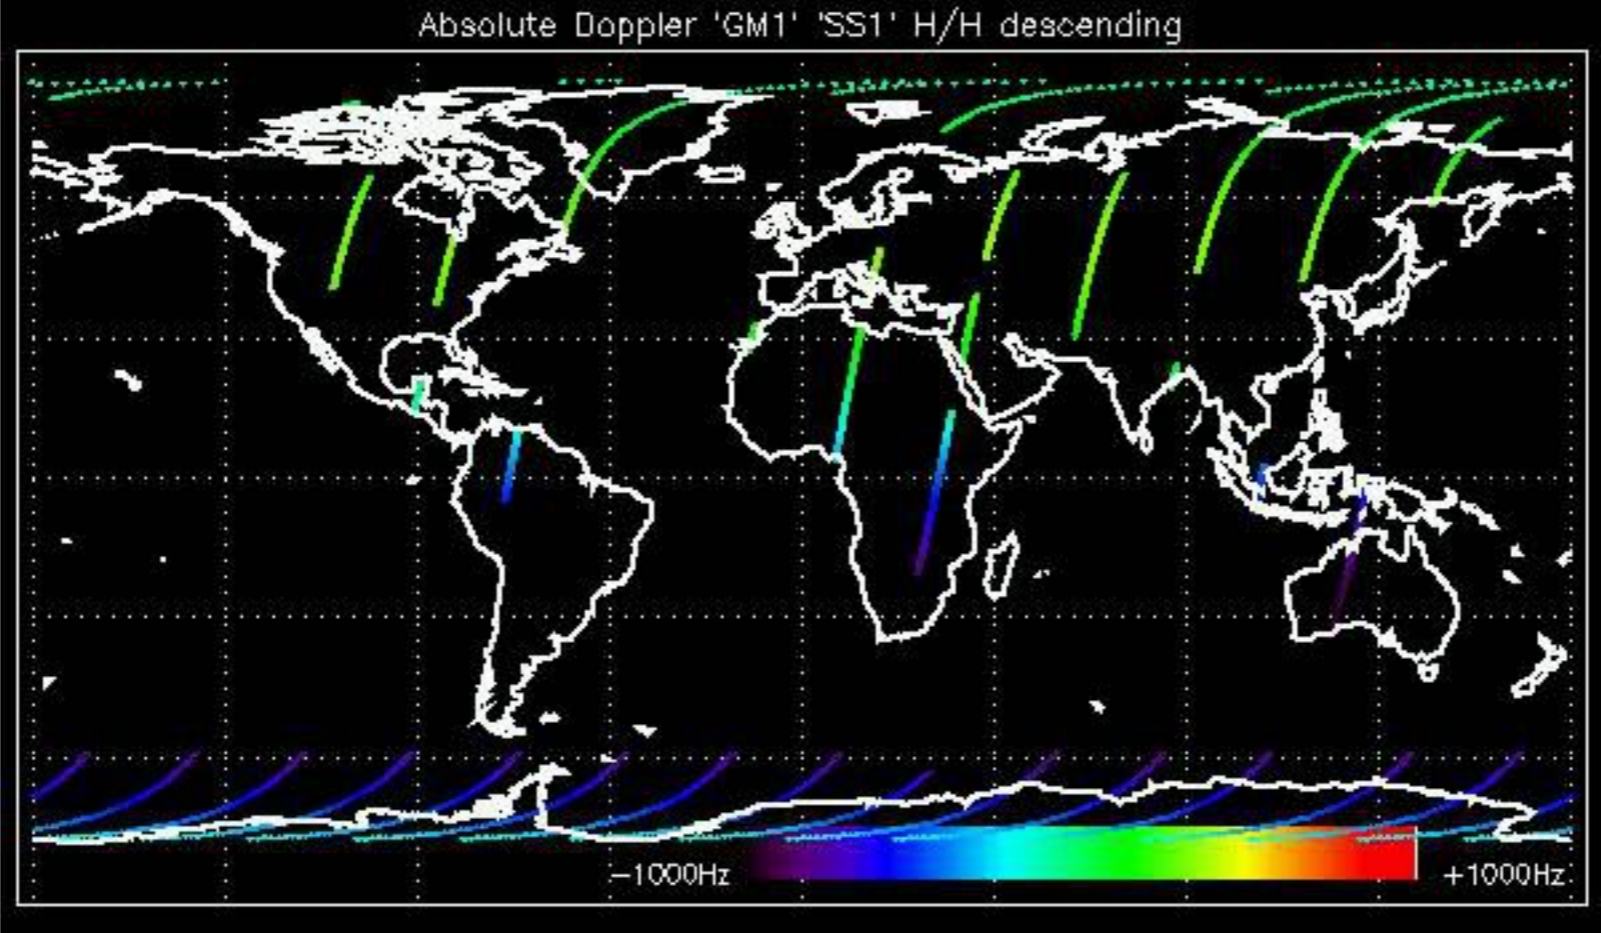 Absolute Doppler 'GM1' 'SS1' H/H descending
−1000Hz
+1000Hz